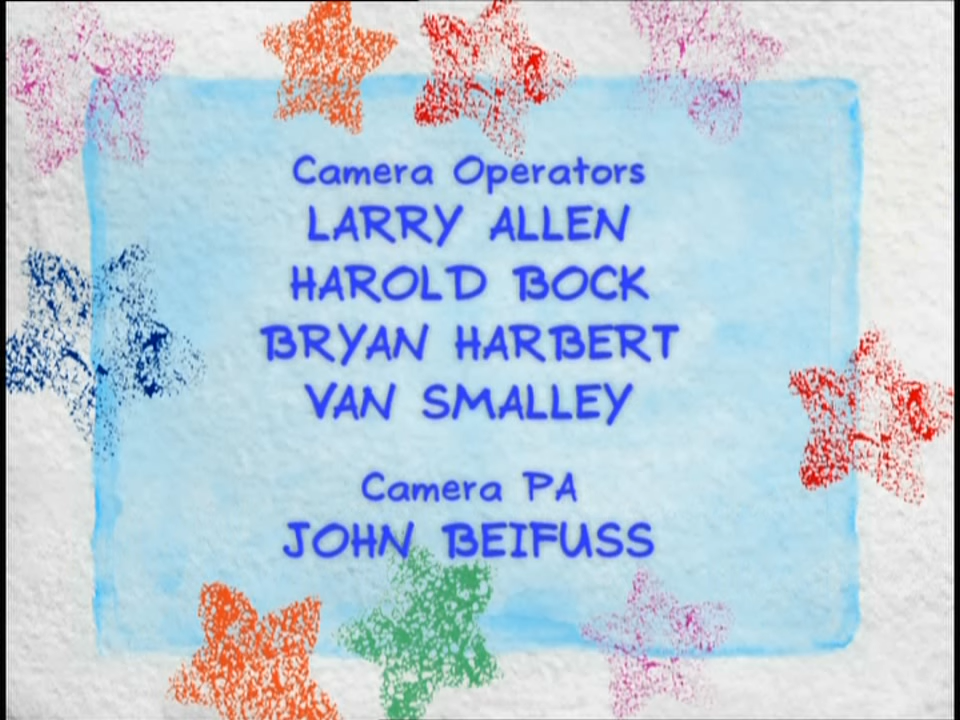 Camera Operators
LARRY ALLEN
HAROLD BOCK
BRYAN HARBERT
VAN SMALLEY
Camera PA
JOHN BEIFUSS